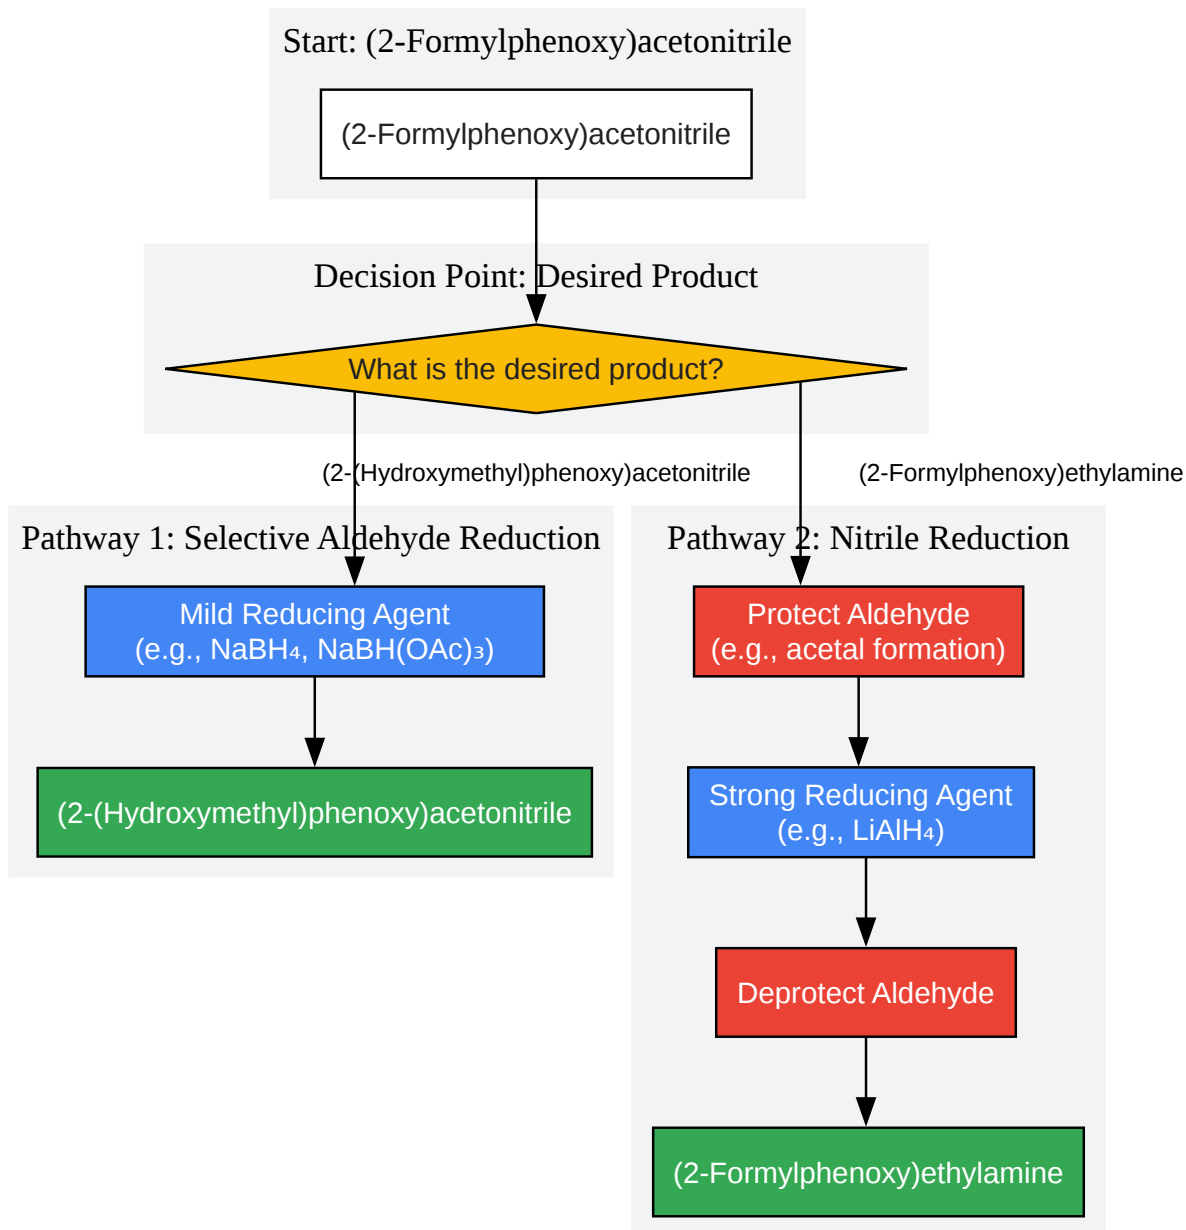 Start: (2-Formylphenoxy)acetonitrile
(2-Formylphenoxy)acetonitrile
Decision Point: Desired Product
What is the desired product?
(2-(Hydroxymethyl)phenoxy)acetonitrile
(2-Formylphenoxy)ethylamine
Pathway 1: Selective Aldehyde Reduction
Mild Reducing Agent
(e.g., NaBH₄, NaBH(OAc)₃)
(2-(Hydroxymethyl)phenoxy)acetonitrile
Pathway 2: Nitrile Reduction
Protect Aldehyde
(e.g., acetal formation)
Strong Reducing Agent
(e.g., LiAlH₄)
Deprotect Aldehyde
(2-Formylphenoxy)ethylamine